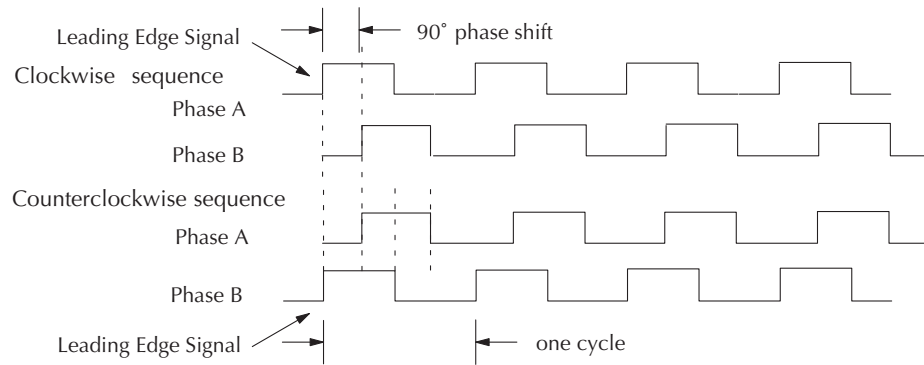 Leading Edge Signal
90° phase shift
Clockwise sequence
Phase A
Phase B
Counterclockwise sequence
Phase A
Phase B
Leading Edge Signal
one cycle